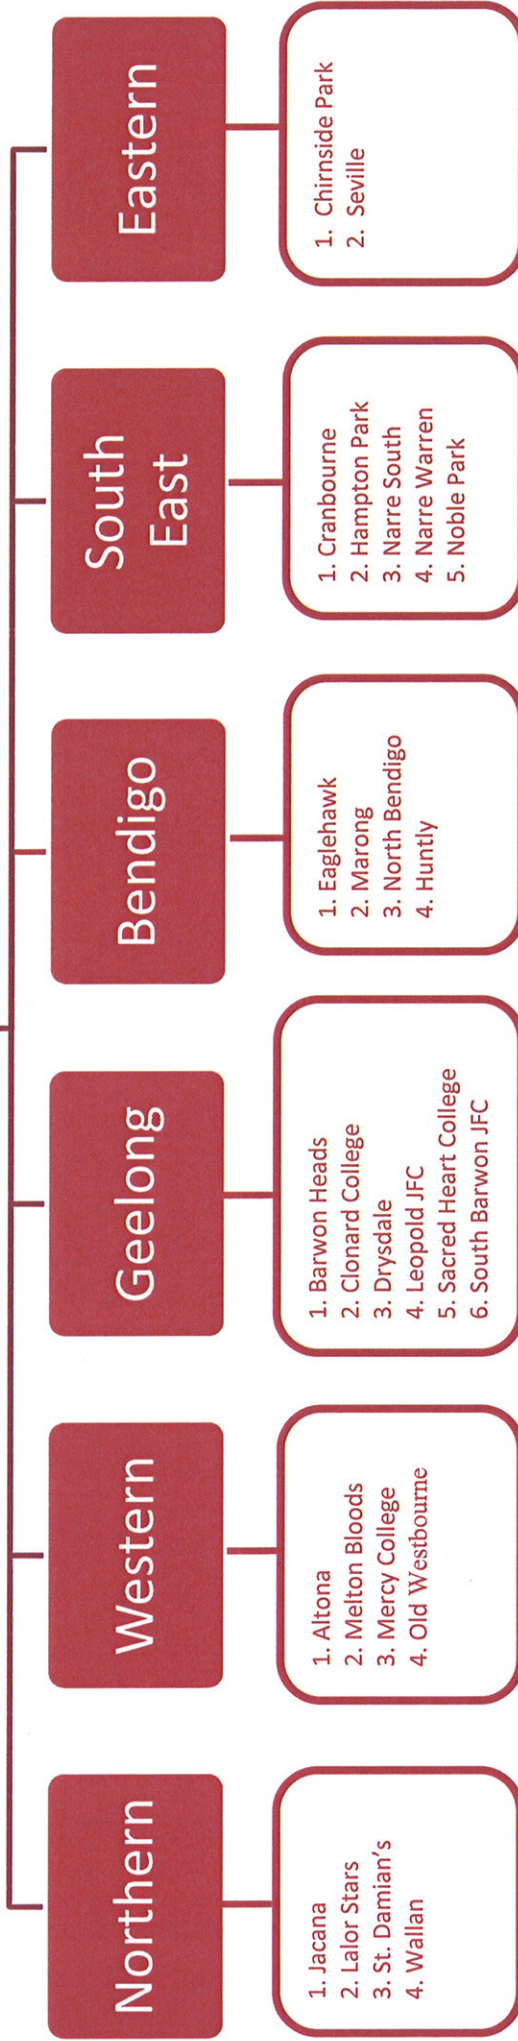 Northern
1. Jacana
2. Lalor Stars
3. St. Damian's
4. Wallan
Western
1. Altona
2. Melton Bloods
3. Mercy College
4. Old Westbourne
Geelong
1. Barwon Heads
2. Clonard College
3. Drysdale
4. Leopold JFC
5. Sacred Heart College
6. South Barwon JFC
Bendigo
1. Eaglehawk
2. Marong
3. North Bendigo
4. Huntly
South
East
1. Cranbourne
2. Hampton Park
3. Narre South
4. Narre Warren
5. Noble Park
Eastern
1. Chirnside Park
2. Seville